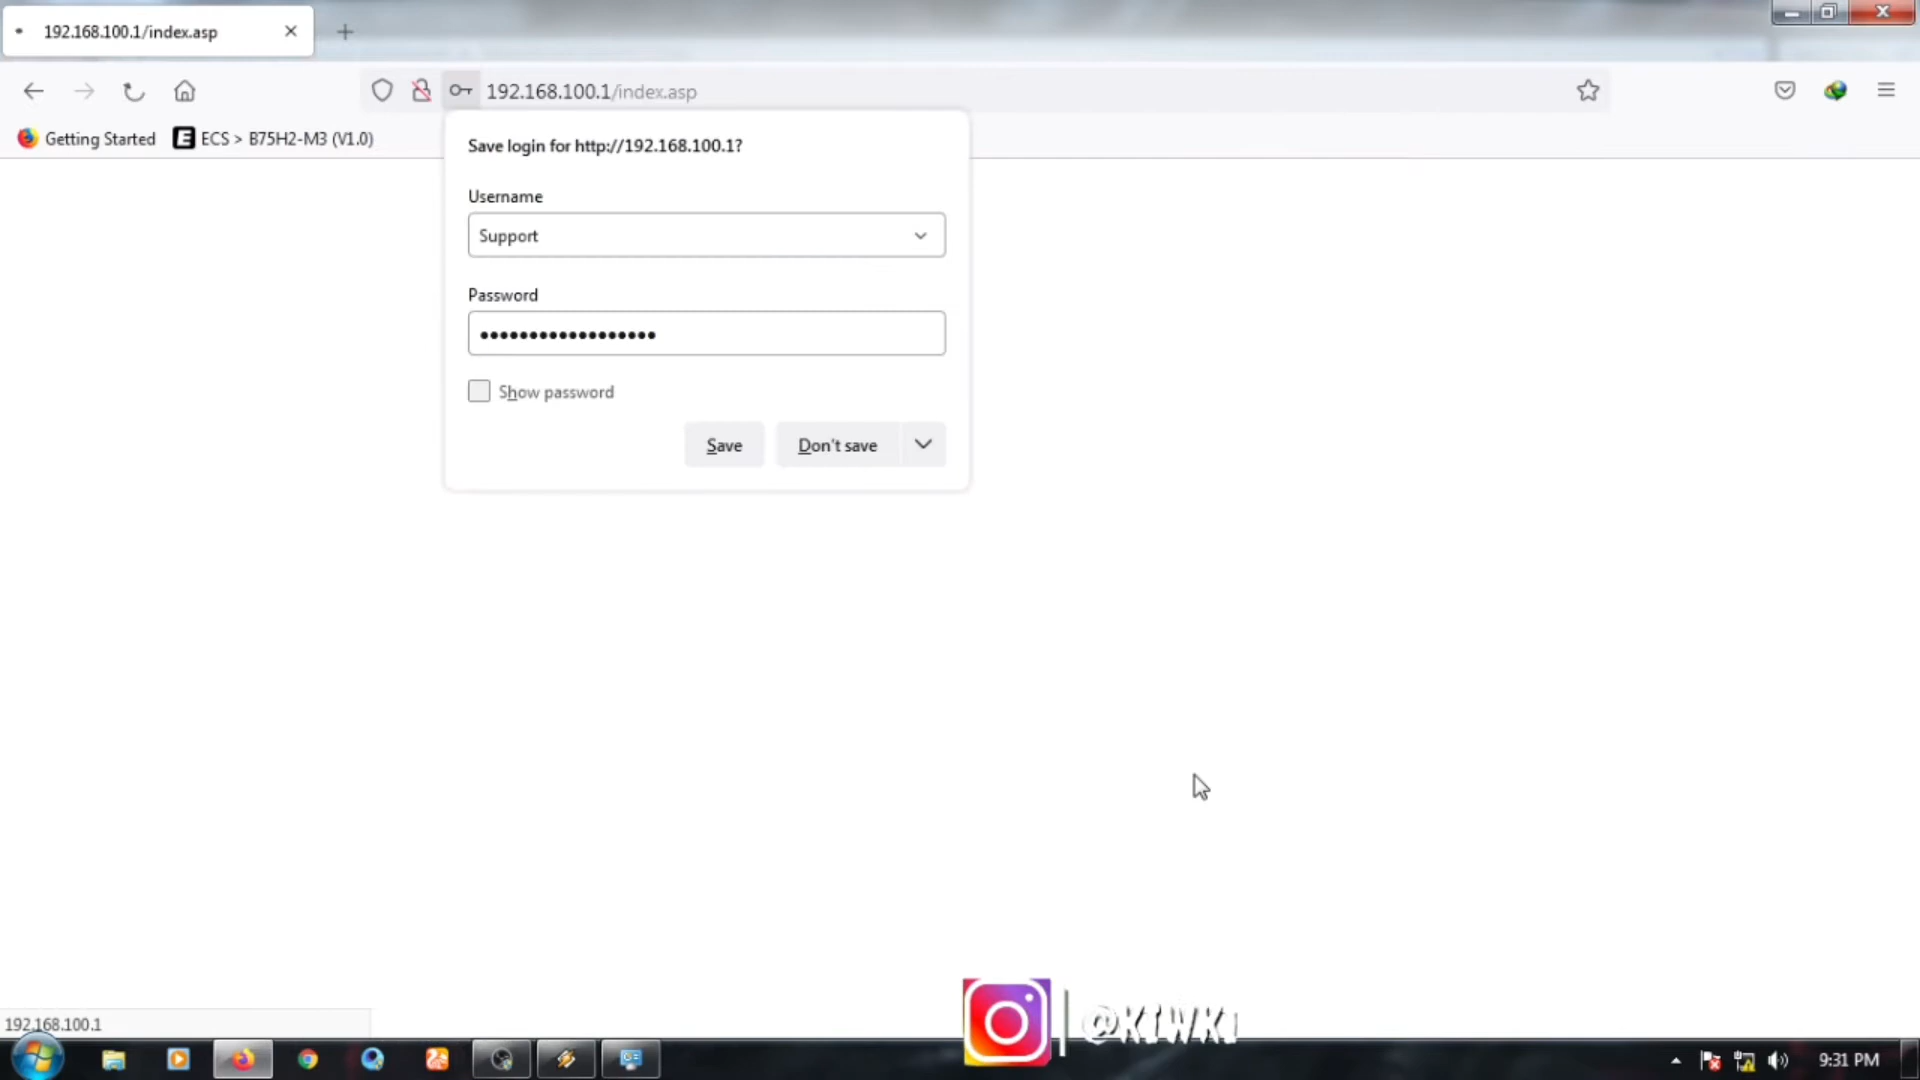 192.168.100.1/index.asp
192.168.100.1/index.asp
Getting Started
ECS > B75H2-M3 (V1.0)
Save login for http://192.168.100.1?
Username
Support
Password
••••••••••••••••••
Show password
Save
Don't save
192.168.100.1
@KIWKI
9:31 PM